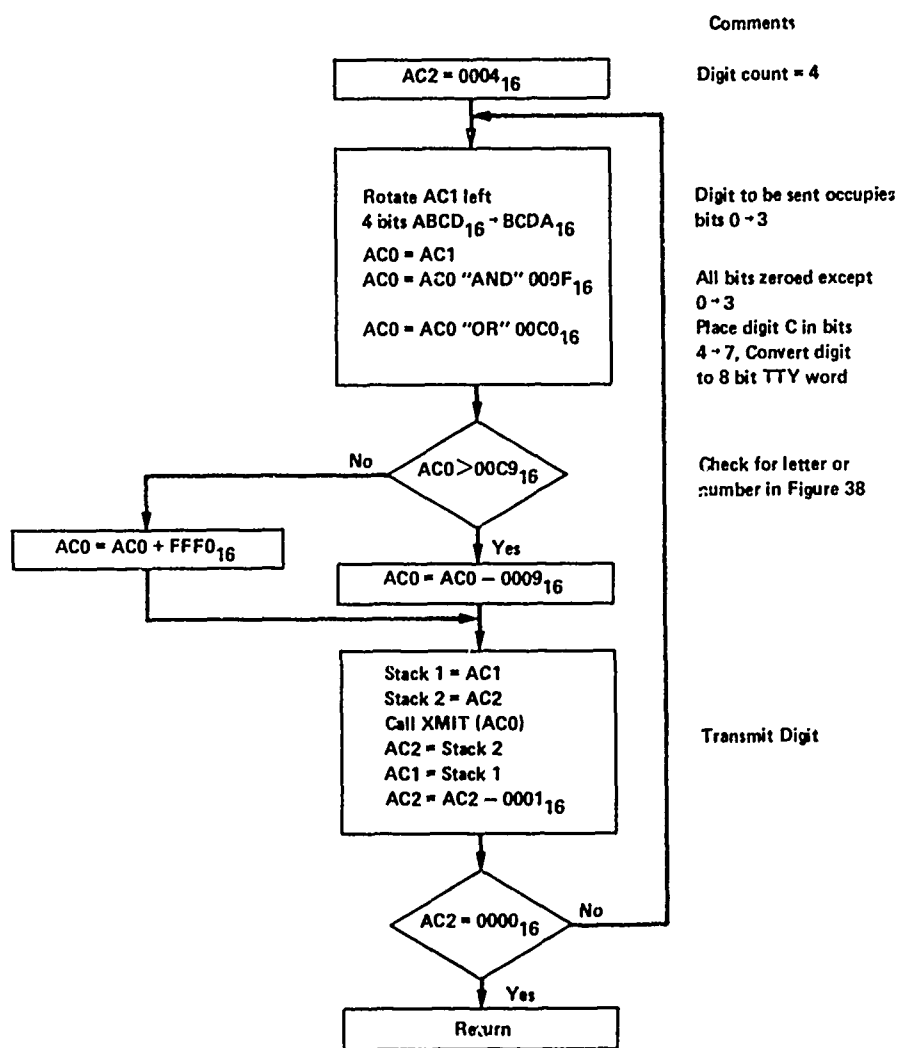 Comments
AC2 = 0004₁₆
Digit count = 4
Rotate AC1 left
4 bits ABCD₁₆ → BCDA₁₆
AC0 = AC1
AC0 = AC0 "AND" 000F₁₆
AC0 = AC0 "OR" 00C0₁₆
Digit to be sent occupies
bits 0 → 3
All bits zeroed except
0 → 3
Place digit C in bits
4 → 7, Convert digit
to 8 bit TTY word
No
AC0 > 00C9₁₆
Check for letter or
number in Figure 38
AC0 = AC0 + FFF0₁₆
Yes
AC0 = AC0 – 0009₁₆
Stack 1 = AC1
Stack 2 = AC2
Call XMIT (AC0)
AC2 = Stack 2
AC1 = Stack 1
AC2 = AC2 – 0001₁₆
Transmit Digit
AC2 = 0000₁₆
No
Yes
Return